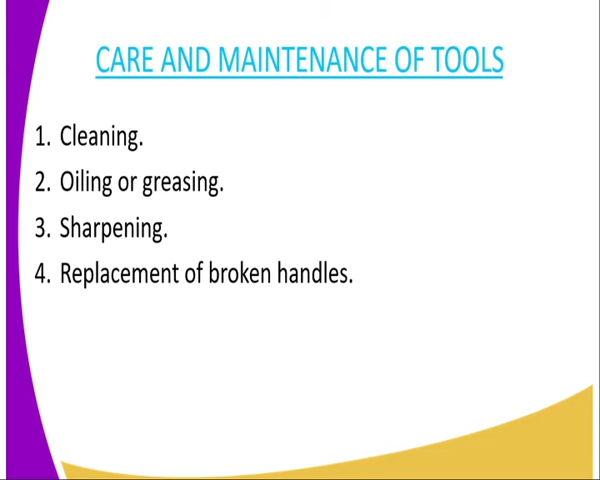 CARE AND MAINTENANCE OF TOOLS
1. Cleaning.
2. Oiling or greasing.
3. Sharpening.
4. Replacement of broken handles.